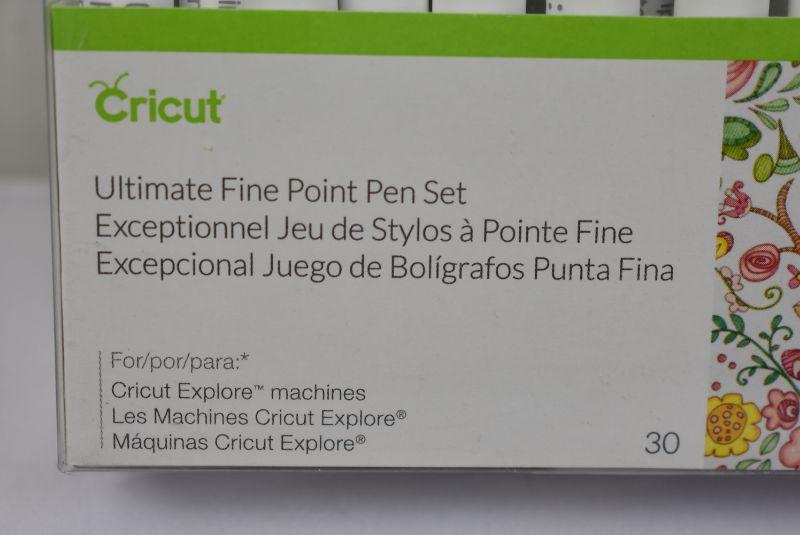 Cricut
Ultimate Fine Point Pen Set
Exceptionnel Jeu de Stylos à Pointe Fine
Excepcional Juego de Bolígrafos Punta Fina
For/por/para:*
Cricut Explore™ machines
Les Machines Cricut Explore®
Máquinas Cricut Explore®
30